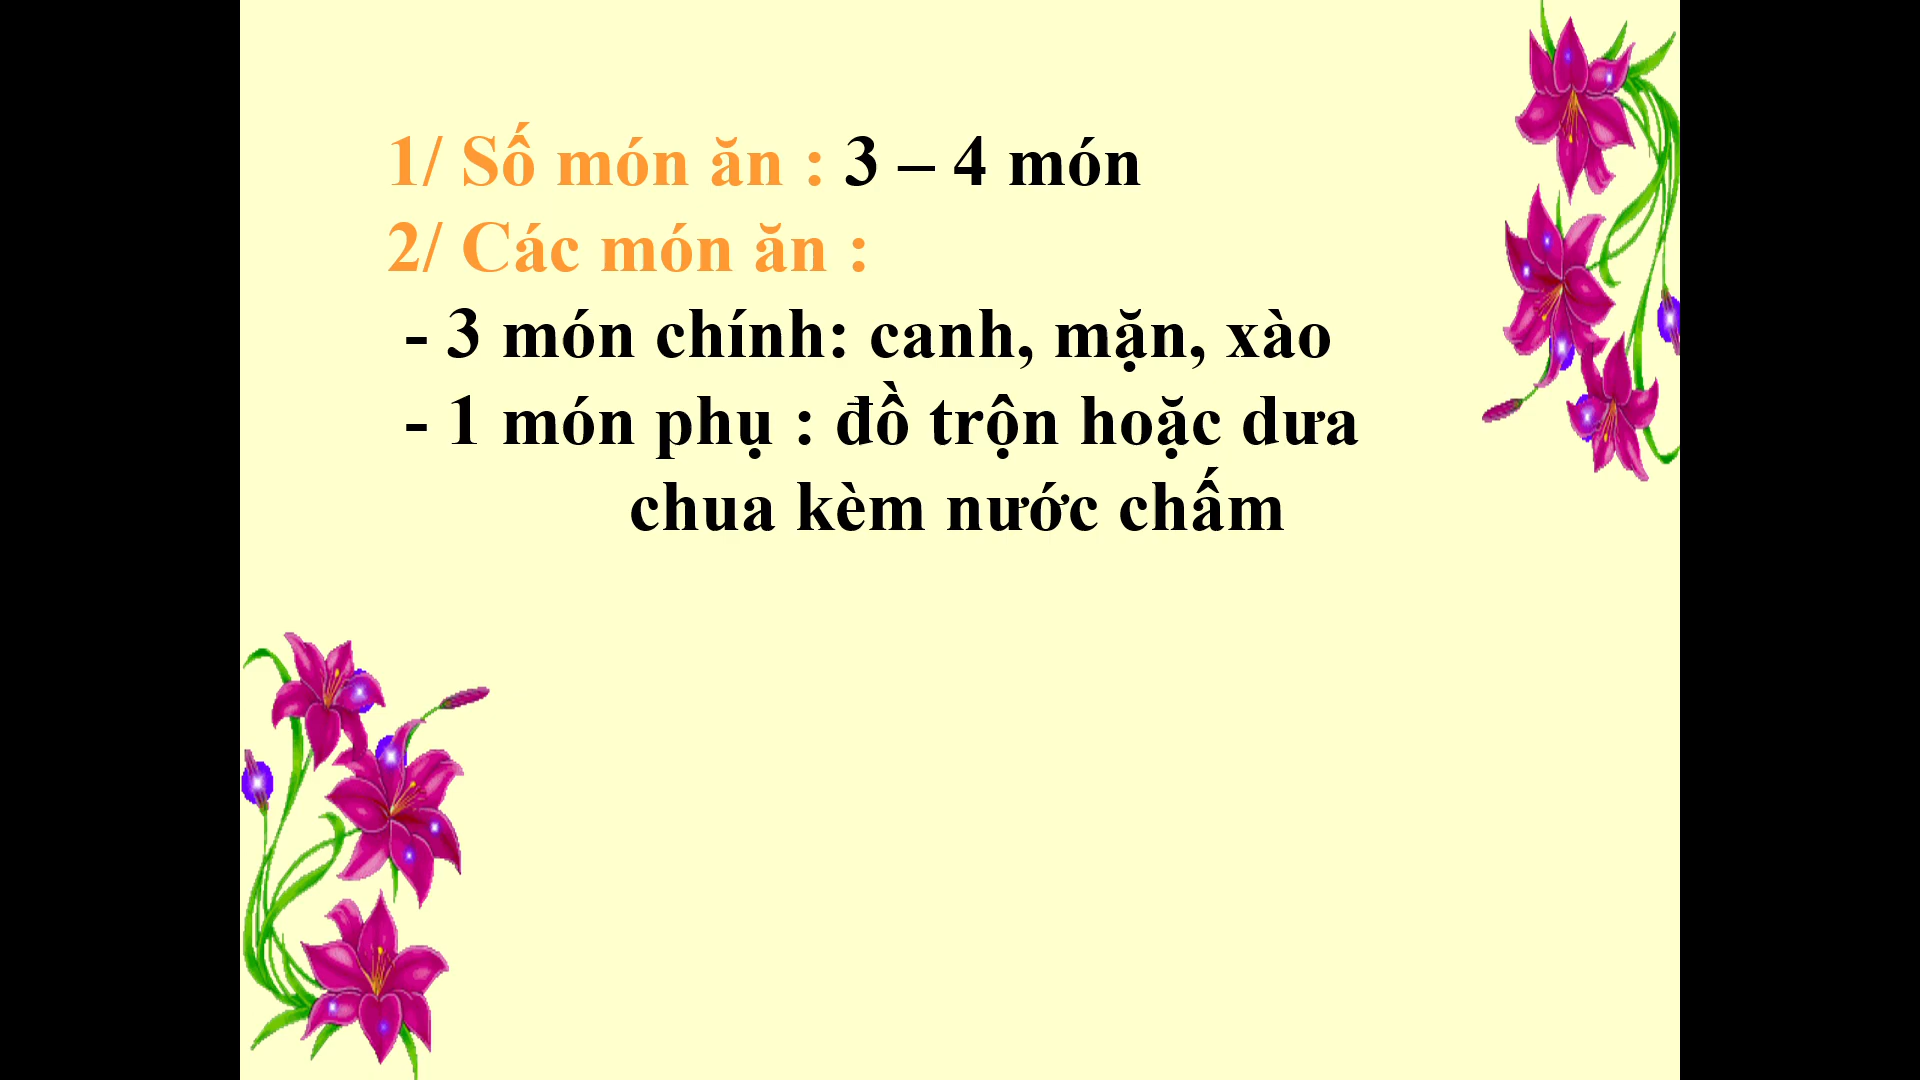 1/ Số món ăn : 3 – 4 món
2/ Các món ăn :
- 3 món chính: canh, mặn, xào
- 1 món phụ : đồ trộn hoặc dưa
chua kèm nước chấm